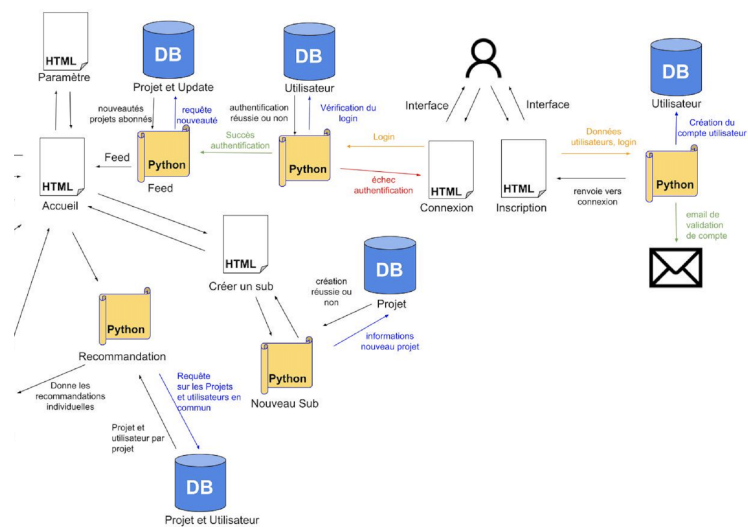 HTML
Paramètre
DB
Projet et Update
DB
Utilisateur
Interface
Interface
DB
Utilisateur
nouveautés
projets abonnés
requête
nouveauté
authentification
réussie ou non
Vérification du
login
Création du
compte utilisateur
Feed
Python
Feed
Succès
authentification
Python
Login
échec
authentification
HTML
Connexion
HTML
Inscription
Données
utilisateurs, login
renvoie vers
connexion
Python
HTML
Accueil
email de
validation
de compte
HTML
Créer un sub
création
réussie ou
non
DB
Projet
Python
Recommandation
informations
nouveau projet
Python
Nouveau Sub
Donne les
recommandations
individuelles
Requête
sur les Projets
et utilisateurs en
commun
Projet et
utilisateur par
projet
DB
Projet et Utilisateur